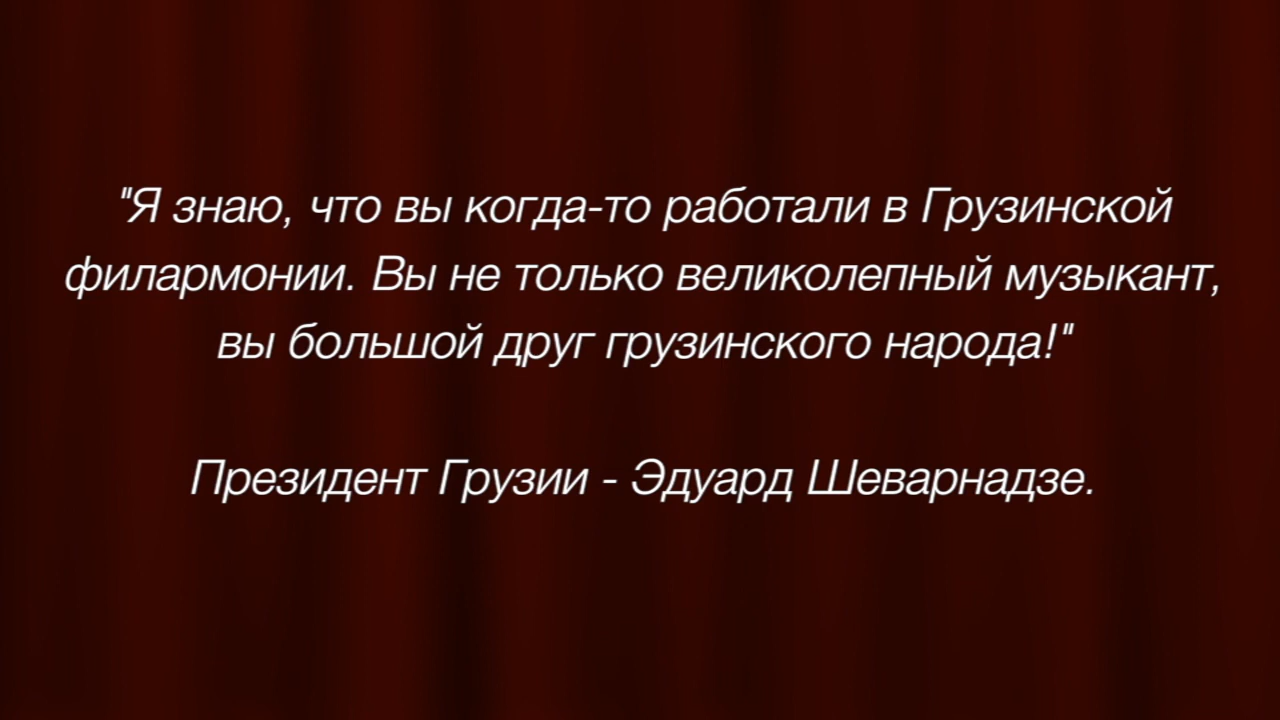 "Я знаю, что вы когда-то работали в Грузинской
филармонии. Вы не только великолепный музыкант,
вы большой друг грузинского народа!"
Президент Грузии - Эдуард Шеварнадзе.